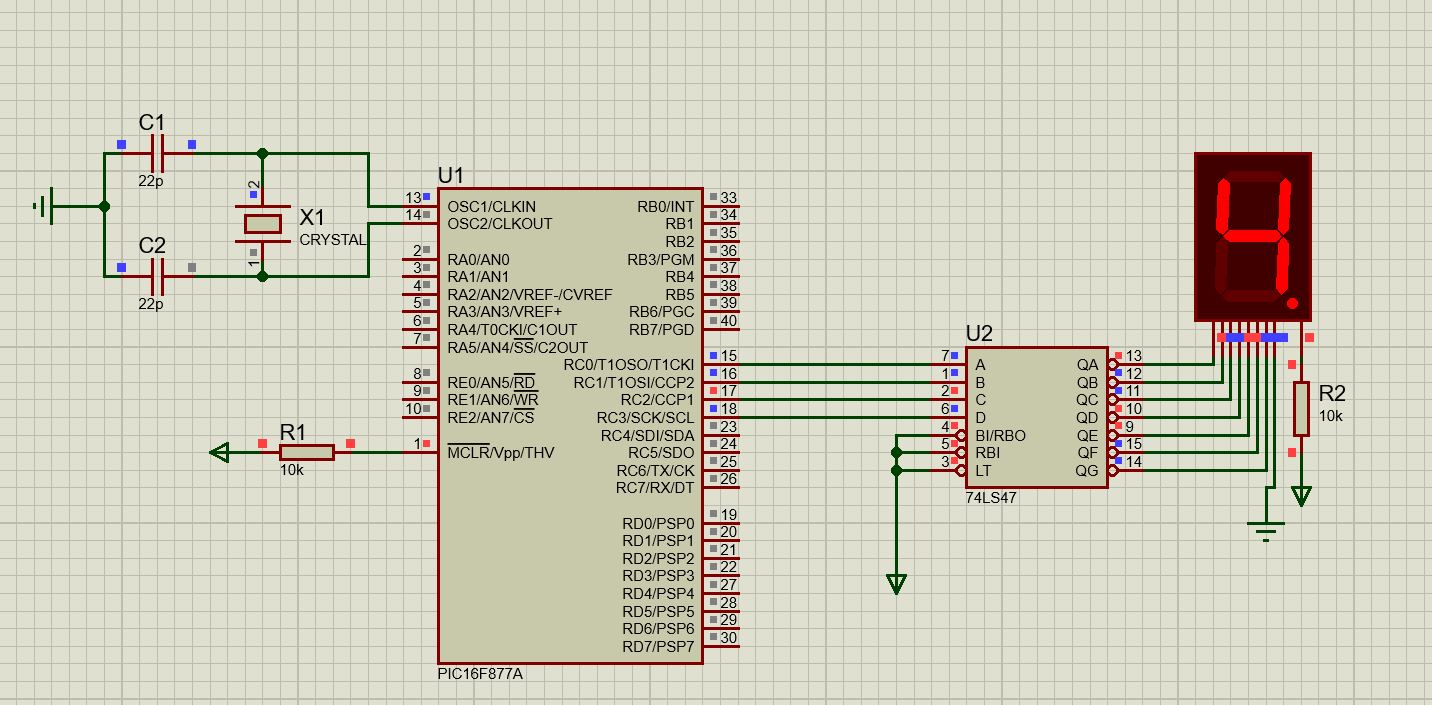 C1
22p
C2
22p
2
X1
CRYSTAL
1
R1
10k
U1
13 OSC1/CLKIN
14 OSC2/CLKOUT
2 RA0/AN0
3 RA1/AN1
4 RA2/AN2/VREF-/CVREF
5 RA3/AN3/VREF+
6 RA4/T0CKI/C1OUT
7 RA5/AN4/SS/C2OUT
8 RE0/AN5/RD
9 RE1/AN6/WR
10 RE2/AN7/CS
1 MCLR/Vpp/THV
RB0/INT 33
RB1 34
RB2 35
RB3/PGM 36
RB4 37
RB5 38
RB6/PGC 39
RB7/PGD 40
RC0/T1OSO/T1CKI 15
RC1/T1OSI/CCP2 16
RC2/CCP1 17
RC3/SCK/SCL 18
RC4/SDI/SDA 23
RC5/SDO 24
RC6/TX/CK 25
RC7/RX/DT 26
RD0/PSP0 19
RD1/PSP1 20
RD2/PSP2 21
RD3/PSP3 22
RD4/PSP4 27
RD5/PSP5 28
RD6/PSP6 29
RD7/PSP7 30
PIC16F877A
U2
7 A QA 13
1 B QB 12
2 C QC 11
6 D QD 10
4 BI/RBO QE 9
5 RBI QF 15
3 LT QG 14
74LS47
4.
R2
10k